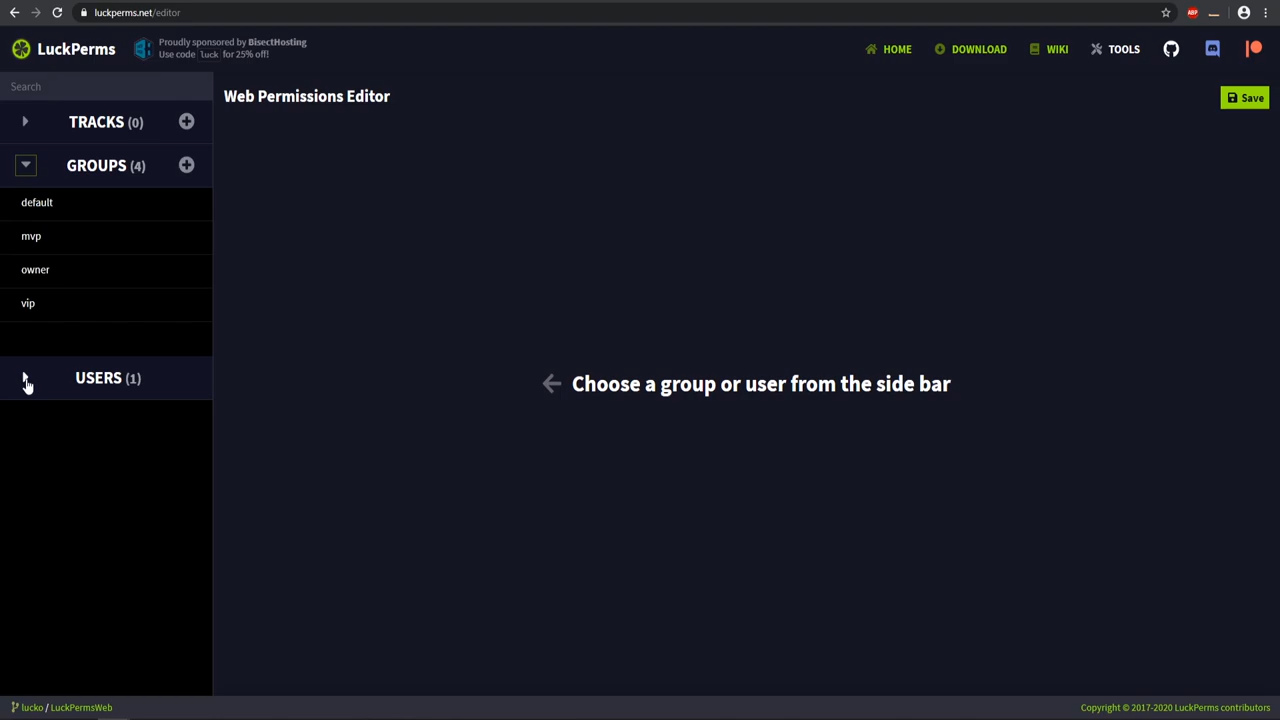 luckperms.net/editor
ABP
LuckPerms
Proudly sponsored by BisectHosting
Use code luck for 25% off!
HOME
DOWNLOAD
WIKI
TOOLS
Search
Web Permissions Editor
Save
TRACKS (0)
GROUPS (4)
default
mvp
owner
vip
USERS (1)
Choose a group or user from the side bar
lucko / LuckPermsWeb
Copyright © 2017-2020 LuckPerms contributors